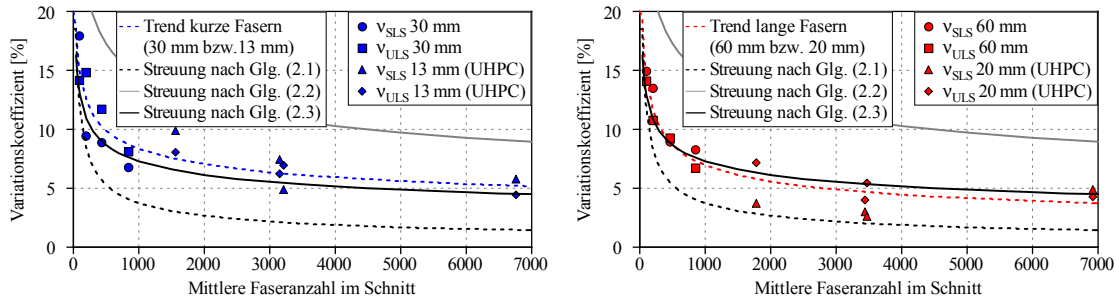 Variationskoeffizient [%]
20
15
10
5
0
Trend kurze Fasern
(30 mm bzw.13 mm)
Streuung nach Glg. (2.1)
Streuung nach Glg. (2.2)
Streuung nach Glg. (2.3)
νSLS 30 mm
νULS 30 mm
νSLS 13 mm (UHPC)
νULS 13 mm (UHPC)
0 1000 2000 3000 4000 5000 6000 7000
Mittlere Faseranzahl im Schnitt
Variationskoeffizient [%]
20
15
10
5
0
Trend lange Fasern
(60 mm bzw. 20 mm)
Streuung nach Glg. (2.1)
Streuung nach Glg. (2.2)
Streuung nach Glg. (2.3)
νSLS 60 mm
νULS 60 mm
νSLS 20 mm (UHPC)
νULS 20 mm (UHPC)
0 1000 2000 3000 4000 5000 6000 7000
Mittlere Faseranzahl im Schnitt